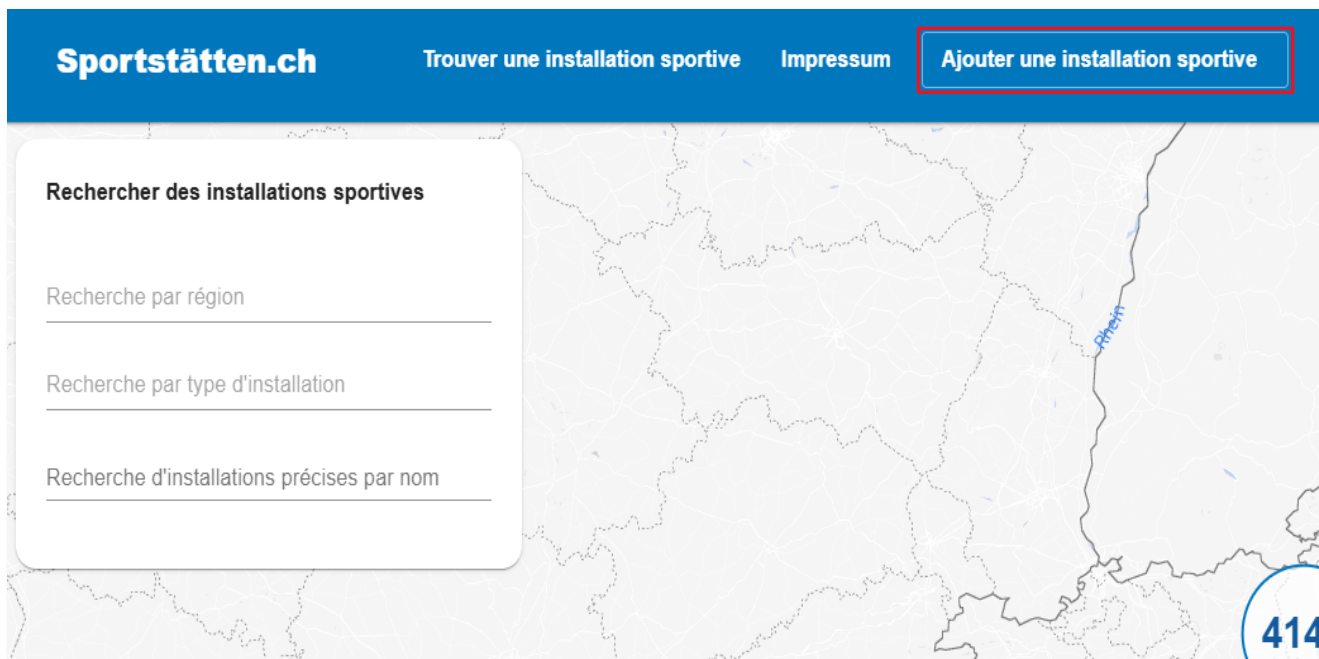 Sportstätten.ch
Trouver une installation sportive
Impressum
Ajouter une installation sportive
Rechercher des installations sportives
Recherche par région
Recherche par type d'installation
Recherche d'installations précises par nom
Rhein
414